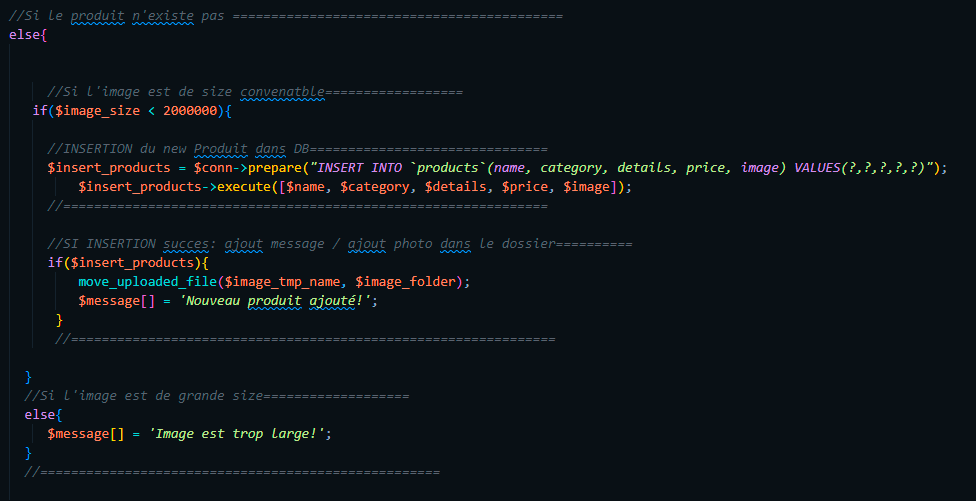 //Si le produit n'existe pas ===========================================
else{
//Si l'image est de size convenatble==================
if($image_size < 2000000){
//INSERTION du new Produit dans DB===============================
$insert_products = $conn->prepare("INSERT INTO `products`(name, category, details, price, image) VALUES(?,?,?,?,?)");
$insert_products->execute([$name, $category, $details, $price, $image]);
//===============================================================
//SI INSERTION succes: ajout message / ajout photo dans le dossier==========
if($insert_products){
move_uploaded_file($image_tmp_name, $image_folder);
$message[] = 'Nouveau produit ajouté!';
}
//===============================================================
}
//Si l'image est de grande size===================
else{
$message[] = 'Image est trop large!';
}
//====================================================